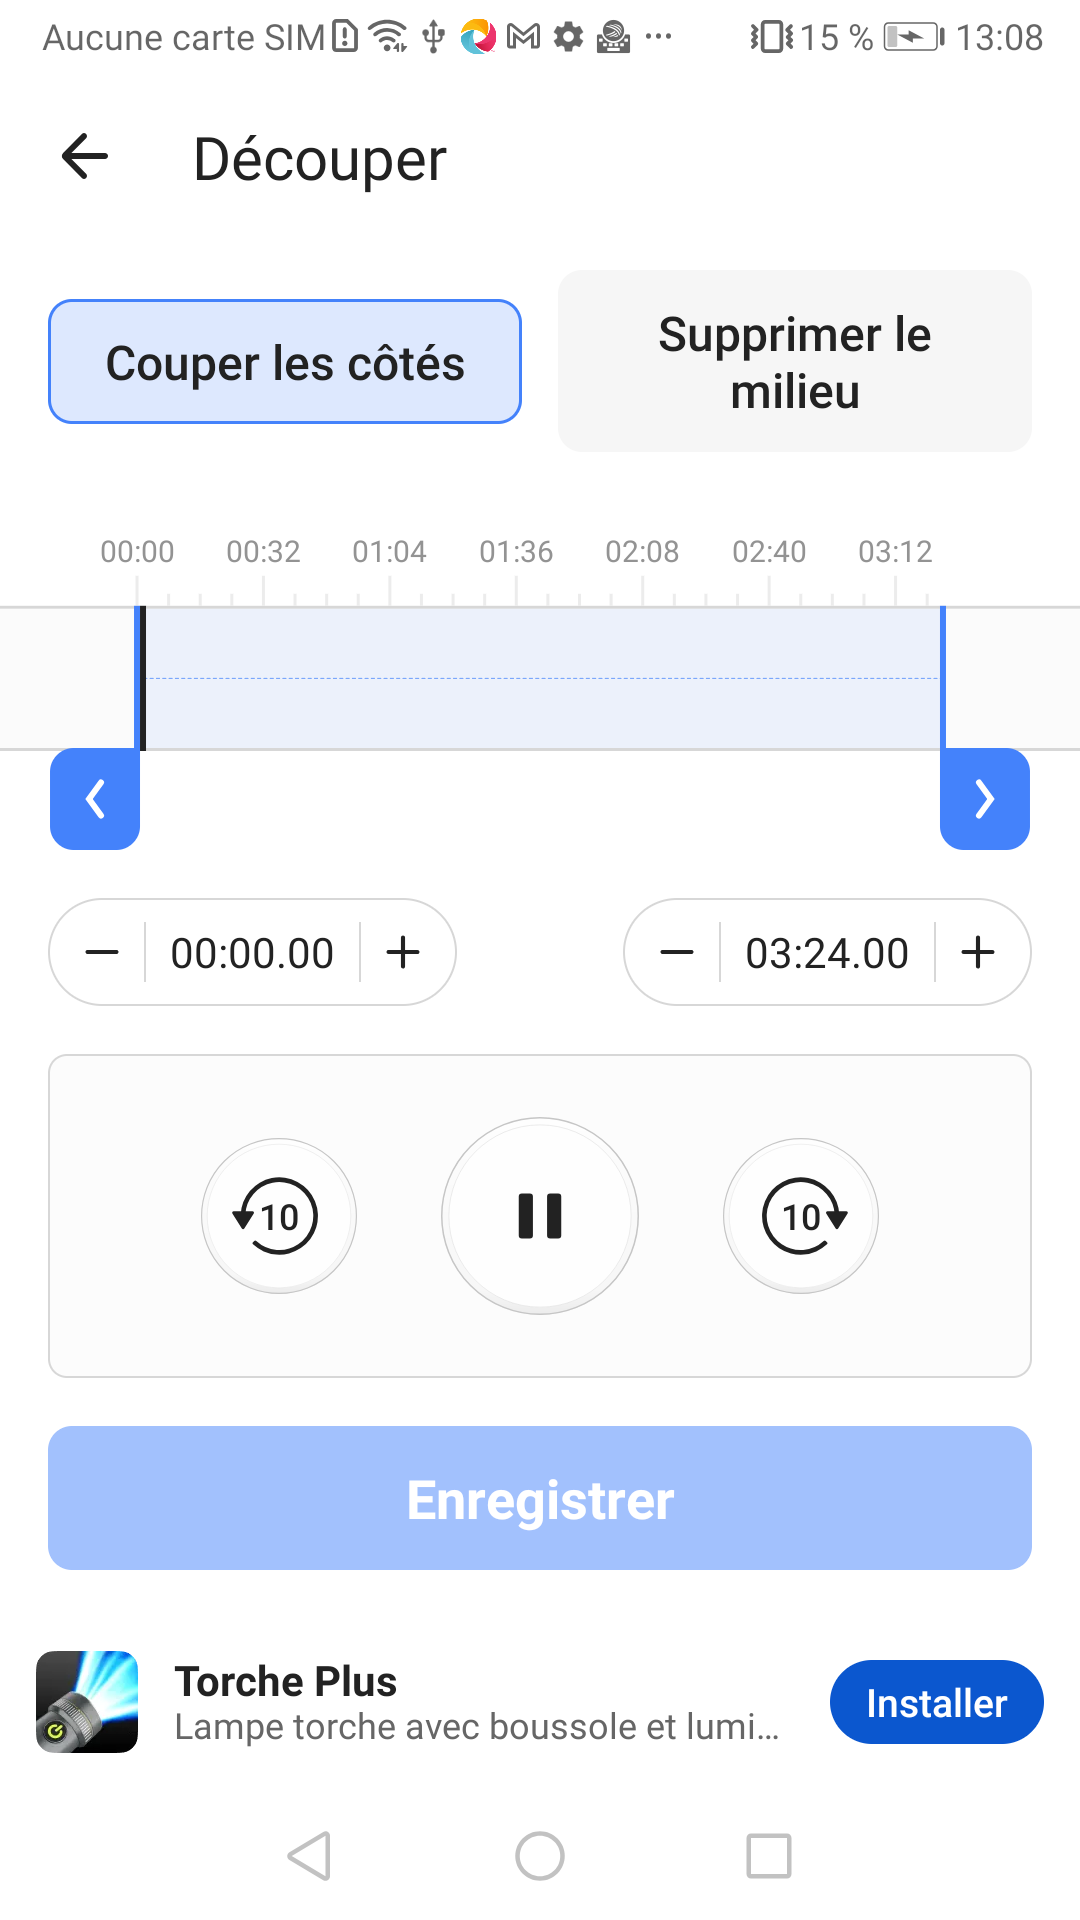 Aucune carte SIM 15 % 13:08
Découper
Couper les côtés
Supprimer le
milieu
00:00 00:32 01:04 01:36 02:08 02:40 03:12
00:00.00
03:24.00
10
10
Enregistrer
Torche Plus
Lampe torche avec boussole et lumi...
Installer